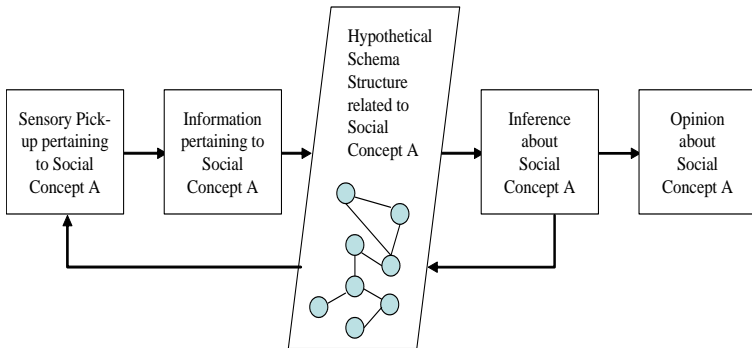 Sensory Pick-
up pertaining
to Social
Concept A
Information
pertaining to
Social
Concept A
Hypothetical
Schema
Structure
related to
Social
Concept A
Inference
about
Social
Concept A
Opinion
about
Social
Concept A